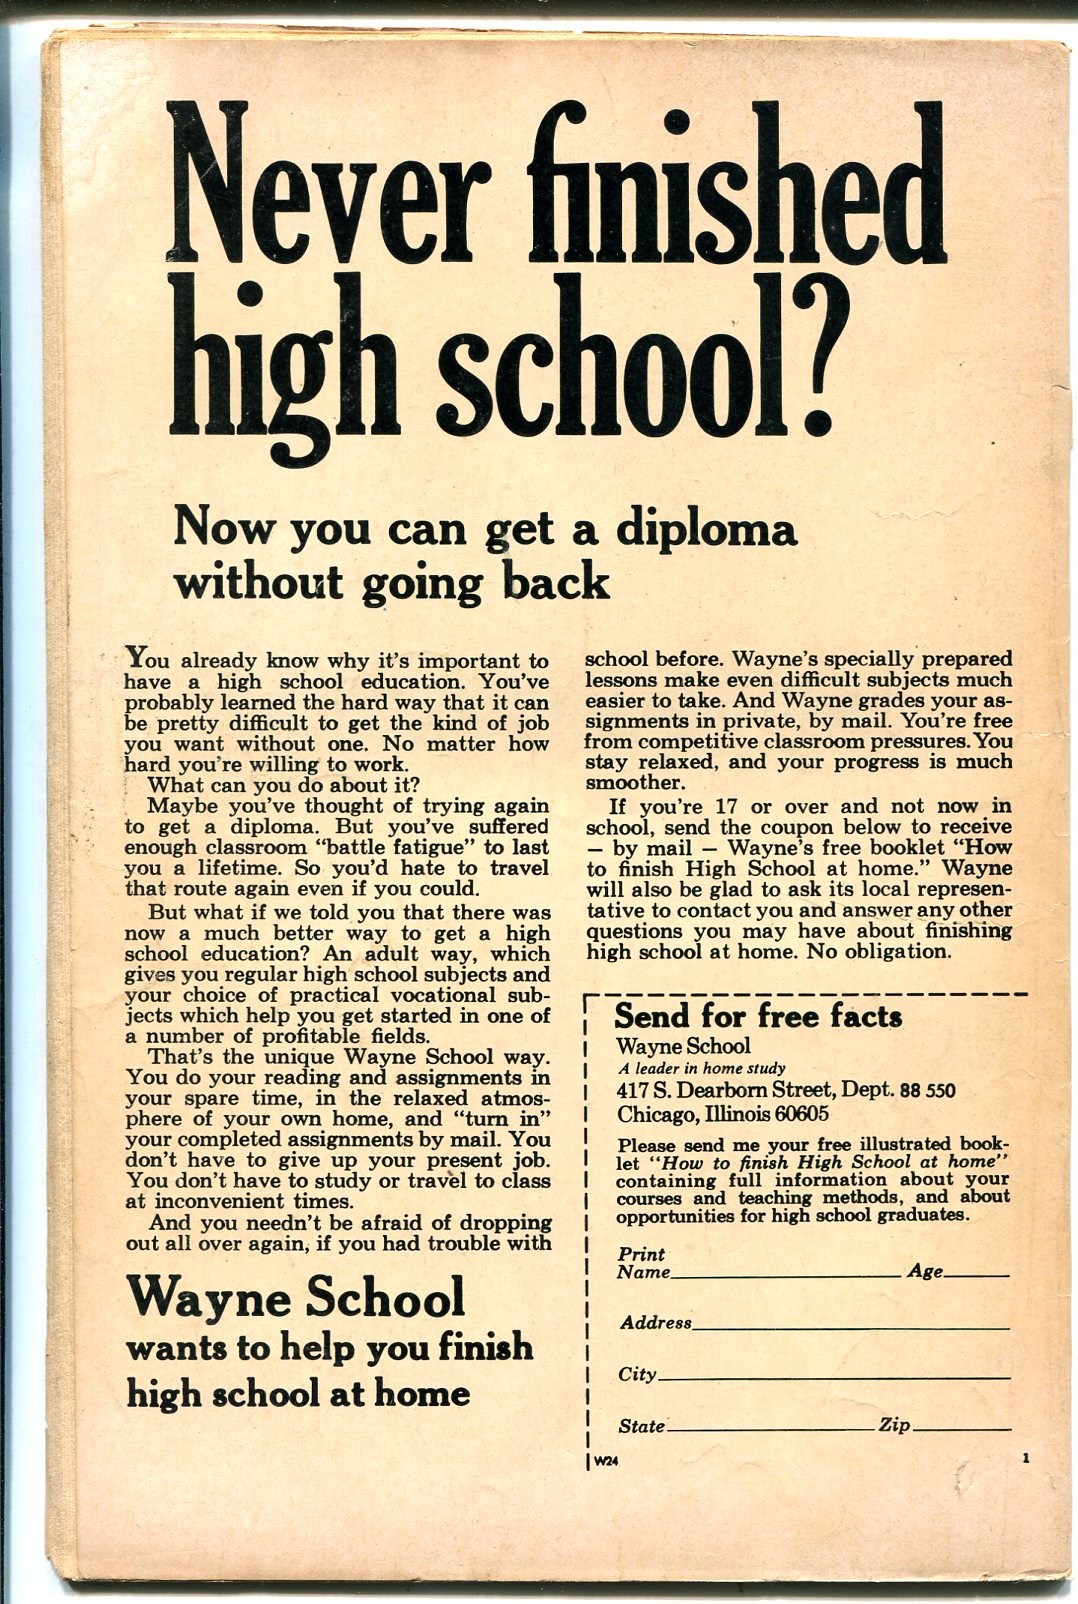 Never finished
high school?
Now you can get a diploma
without going back
You already know why it's important to
have a high school education. You've
probably learned the hard way that it can
be pretty difficult to get the kind of job
you want without one. No matter how
hard you're willing to work.
What can you do about it?
Maybe you've thought of trying again
to get a diploma. But you've suffered
enough classroom "battle fatigue" to last
you a lifetime. So you'd hate to travel
that route again even if you could.
But what if we told you that there was
now a much better way to get a high
school education? An adult way, which
gives you regular high school subjects and
your choice of practical vocational sub-
jects which help you get started in one of
a number of profitable fields.
That's the unique Wayne School way.
You do your reading and assignments in
your spare time, in the relaxed atmos-
phere of your own home, and "turn in"
your completed assignments by mail. You
don't have to give up your present job.
You don't have to study or travel to class
at inconvenient times.
And you needn't be afraid of dropping
out all over again, if you had trouble with
school before. Wayne's specially prepared
lessons make even difficult subjects much
easier to take. And Wayne grades your as-
signments in private, by mail. You're free
from competitive classroom pressures. You
stay relaxed, and your progress is much
smoother.
If you're 17 or over and not now in
school, send the coupon below to receive
— by mail — Wayne's free booklet "How
to finish High School at home." Wayne
will also be glad to ask its local represen-
tative to contact you and answer any other
questions you may have about finishing
high school at home. No obligation.
Wayne School
wants to help you finish
high school at home
Send for free facts
Wayne School
A leader in home study
417 S. Dearborn Street, Dept. 88 550
Chicago, Illinois 60605
Please send me your free illustrated book-
let "How to finish High School at home"
containing full information about your
courses and teaching methods, and about
opportunities for high school graduates.
Print
Name Age
Address
City
State Zip
W24 1